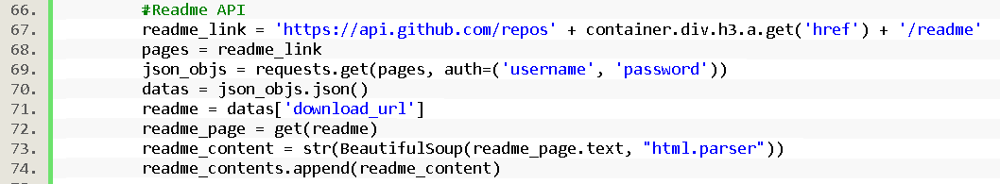 66. #Readme API
67. readme_link = 'https://api.github.com/repos' + container.div.h3.a.get('href') + '/readme'
68. pages = readme_link
69. json_objs = requests.get(pages, auth=('username', 'password'))
70. datas = json_objs.json()
71. readme = datas['download_url']
72. readme_page = get(readme)
73. readme_content = str(BeautifulSoup(readme_page.text, "html.parser"))
74. readme_contents.append(readme_content)